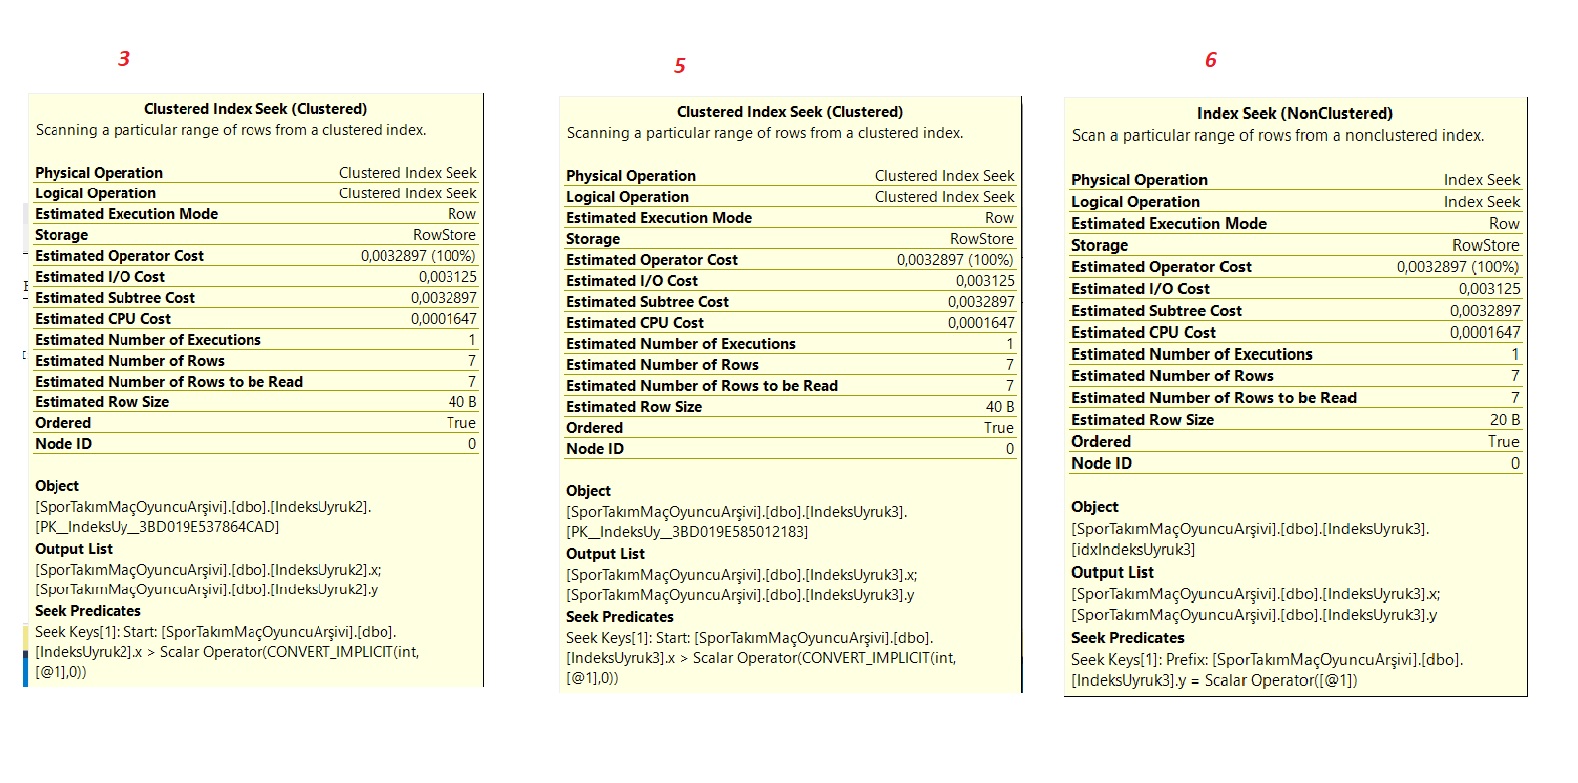 3
Clustered Index Seek (Clustered)
Scanning a particular range of rows from a clustered index.
Physical Operation Clustered Index Seek
Logical Operation Clustered Index Seek
Estimated Execution Mode Row
Storage RowStore
Estimated Operator Cost 0,0032897 (100%)
Estimated I/O Cost 0,003125
Estimated Subtree Cost 0,0032897
Estimated CPU Cost 0,0001647
Estimated Number of Executions 1
Estimated Number of Rows 7
Estimated Number of Rows to be Read 7
Estimated Row Size 40 B
Ordered True
Node ID 0
Object
[SporTakımMaçOyuncuArşivi].[dbo].[IndeksUyruk2].
[PK__IndeksUy__3BD019E537864CAD]
Output List
[SporTakımMaçOyuncuArşivi].[dbo].[IndeksUyruk2].x;
[SporTakımMaçOyuncuArşivi].[dbo].[IndeksUyruk2].y
Seek Predicates
Seek Keys[1]: Start: [SporTakımMaçOyuncuArşivi].[dbo].
[IndeksUyruk2].x > Scalar Operator(CONVERT_IMPLICIT(int,
[@1],0))
5
Clustered Index Seek (Clustered)
Scanning a particular range of rows from a clustered index.
Physical Operation Clustered Index Seek
Logical Operation Clustered Index Seek
Estimated Execution Mode Row
Storage RowStore
Estimated Operator Cost 0,0032897 (100%)
Estimated I/O Cost 0,003125
Estimated Subtree Cost 0,0032897
Estimated CPU Cost 0,0001647
Estimated Number of Executions 1
Estimated Number of Rows 7
Estimated Number of Rows to be Read 7
Estimated Row Size 40 B
Ordered True
Node ID 0
Object
[SporTakımMaçOyuncuArşivi].[dbo].[IndeksUyruk3].
[PK__IndeksUy__3BD019E585012183]
Output List
[SporTakımMaçOyuncuArşivi].[dbo].[IndeksUyruk3].x;
[SporTakımMaçOyuncuArşivi].[dbo].[IndeksUyruk3].y
Seek Predicates
Seek Keys[1]: Start: [SporTakımMaçOyuncuArşivi].[dbo].
[IndeksUyruk3].x > Scalar Operator(CONVERT_IMPLICIT(int,
[@1],0))
6
Index Seek (NonClustered)
Scan a particular range of rows from a nonclustered index.
Physical Operation Index Seek
Logical Operation Index Seek
Estimated Execution Mode Row
Storage RowStore
Estimated Operator Cost 0,0032897 (100%)
Estimated I/O Cost 0,003125
Estimated Subtree Cost 0,0032897
Estimated CPU Cost 0,0001647
Estimated Number of Executions 1
Estimated Number of Rows 7
Estimated Number of Rows to be Read 7
Estimated Row Size 20 B
Ordered True
Node ID 0
Object
[SporTakımMaçOyuncuArşivi].[dbo].[IndeksUyruk3].
[idxIndeksUyruk3]
Output List
[SporTakımMaçOyuncuArşivi].[dbo].[IndeksUyruk3].x;
[SporTakımMaçOyuncuArşivi].[dbo].[IndeksUyruk3].y
Seek Predicates
Seek Keys[1]: Prefix: [SporTakımMaçOyuncuArşivi].[dbo].
[IndeksUyruk3].y = Scalar Operator([@1])